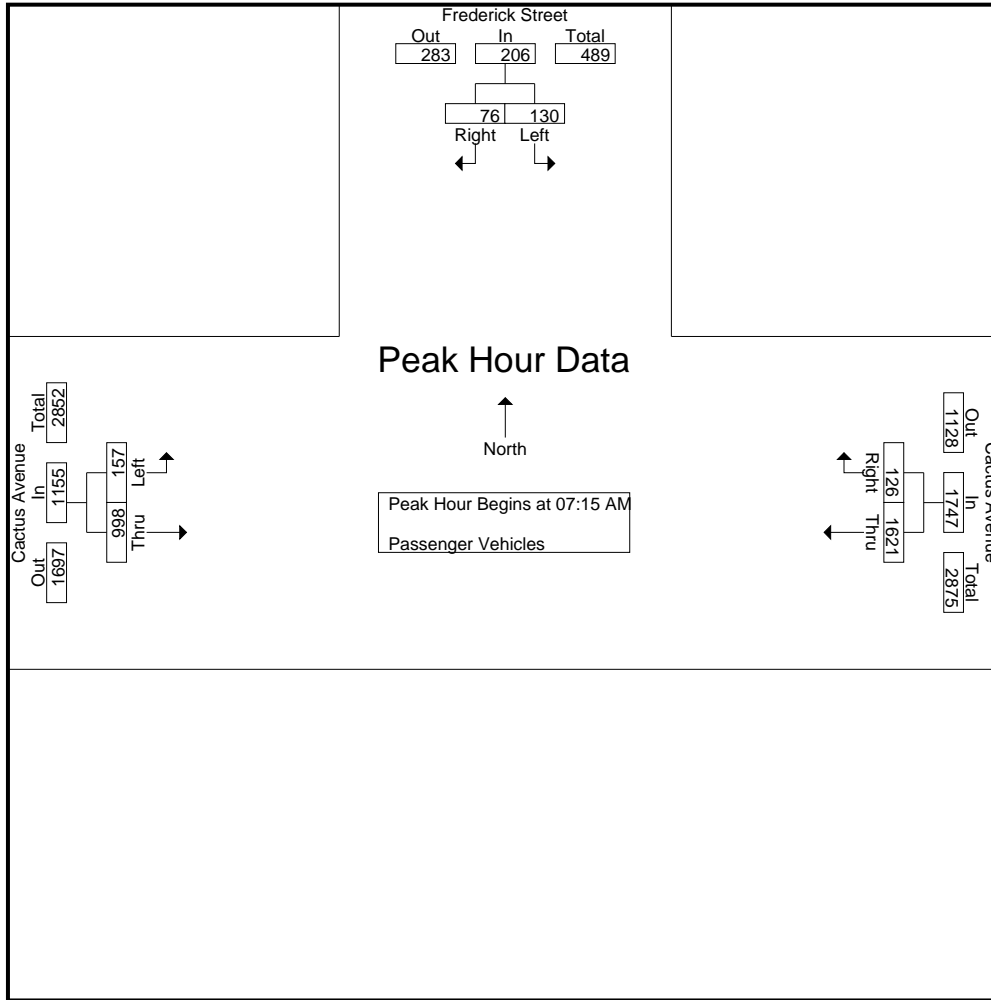 Frederick Street
Out In Total
283 206 489
76 130
Right Left
Peak Hour Data
North
Peak Hour Begins at 07:15 AM
Passenger Vehicles
Cactus Avenue
Out In Total
1697 1155 2852
157 998
Left Thru
Cactus Avenue
Out In Total
1128 1747 2875
126 1621
Right Thru